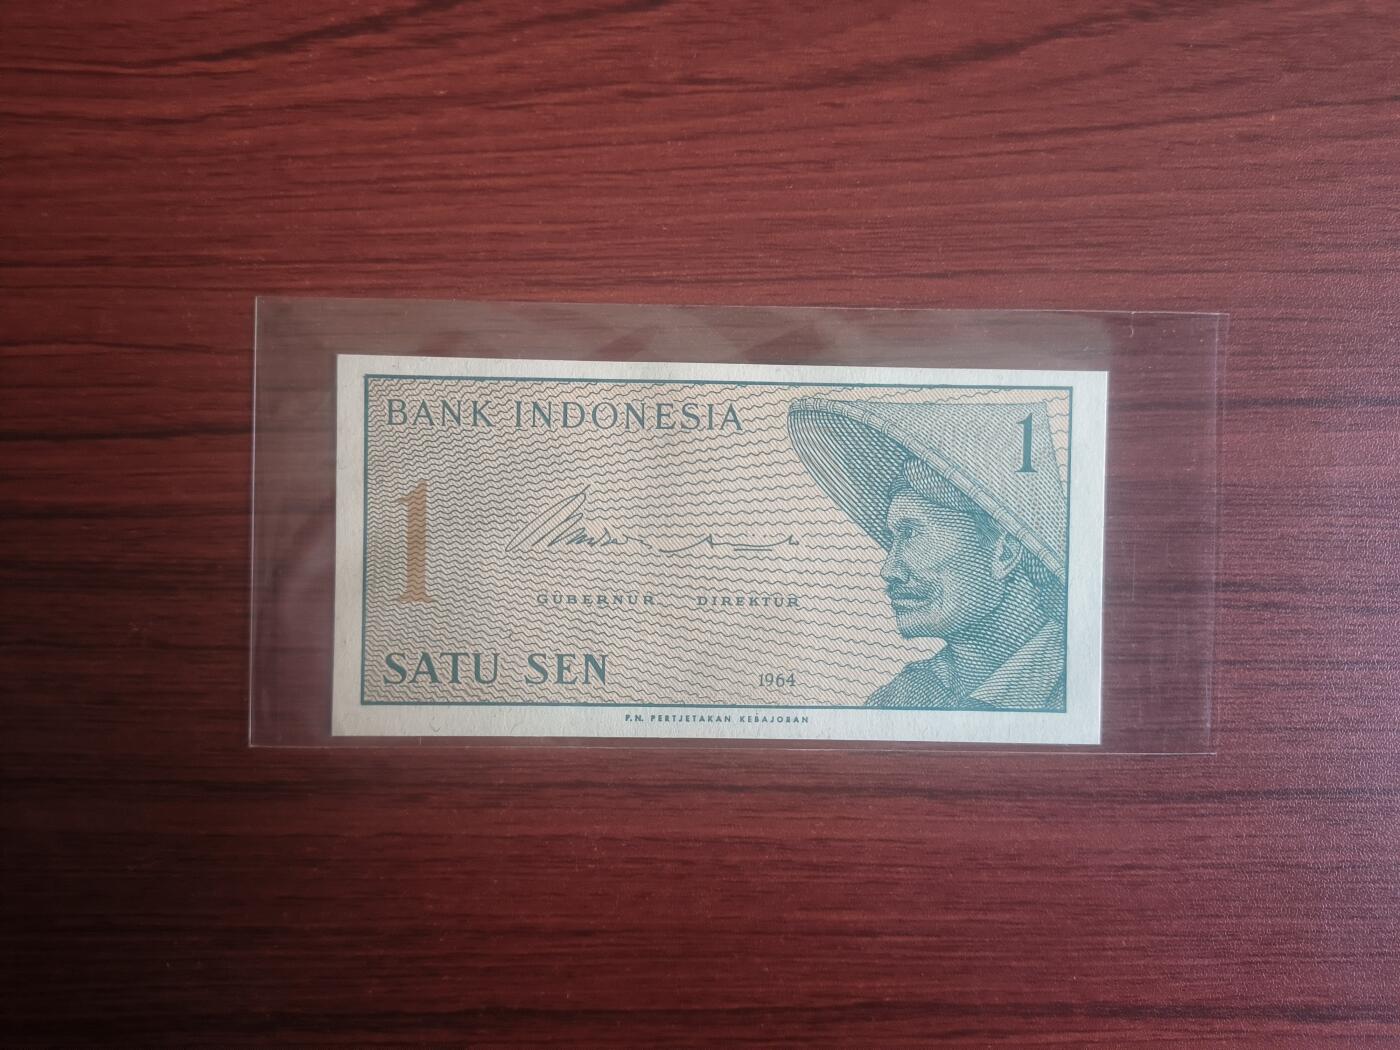 BANK INDONESIA
1
1
GUBERNUR DIREKTUR
SATU SEN
1964
P.N. PERTJETAKAN KEBAJORAN